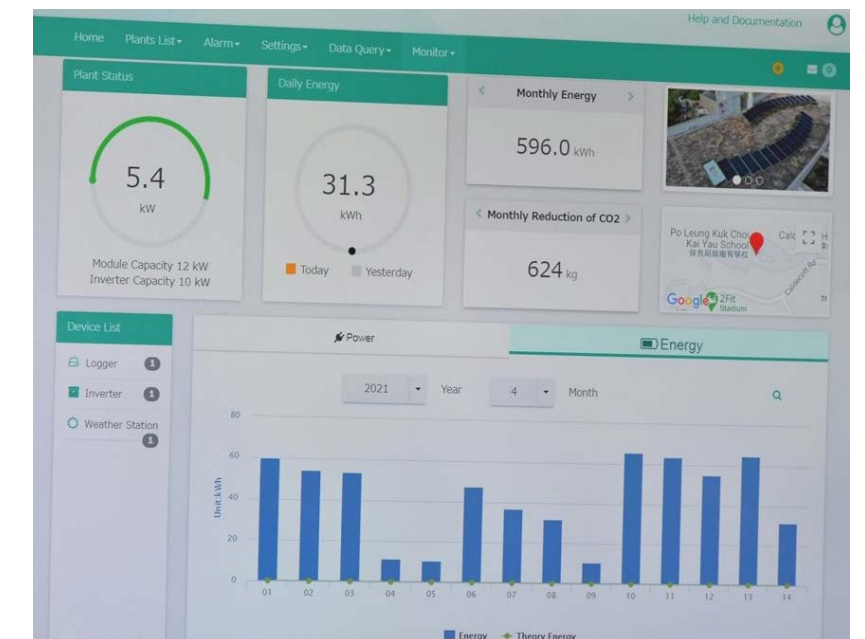 Help and Documentation
Home Plants List Alarm Settings Data Query Monitor
0
Plant Status
5.4
kW
Module Capacity 12 kW
Inverter Capacity 10 kW
Daily Energy
31.3
kWh
Today Yesterday
Monthly Energy
596.0 kWh
Monthly Reduction of CO2
624 kg
Po Leung Kuk Choi
Kai Yau School
保良局蔡繼有學校
Calc
H
Caldecott Rd
Google
2Fit
Stadium
Device List
Logger 1
Inverter 1
Weather Station
1
Power
Energy
2021 Year 4 Month
Unit:kWh
80
60
40
20
0
01 02 03 04 05 06 07 08 09 10 11 12 13 14
Energy Theory Energy